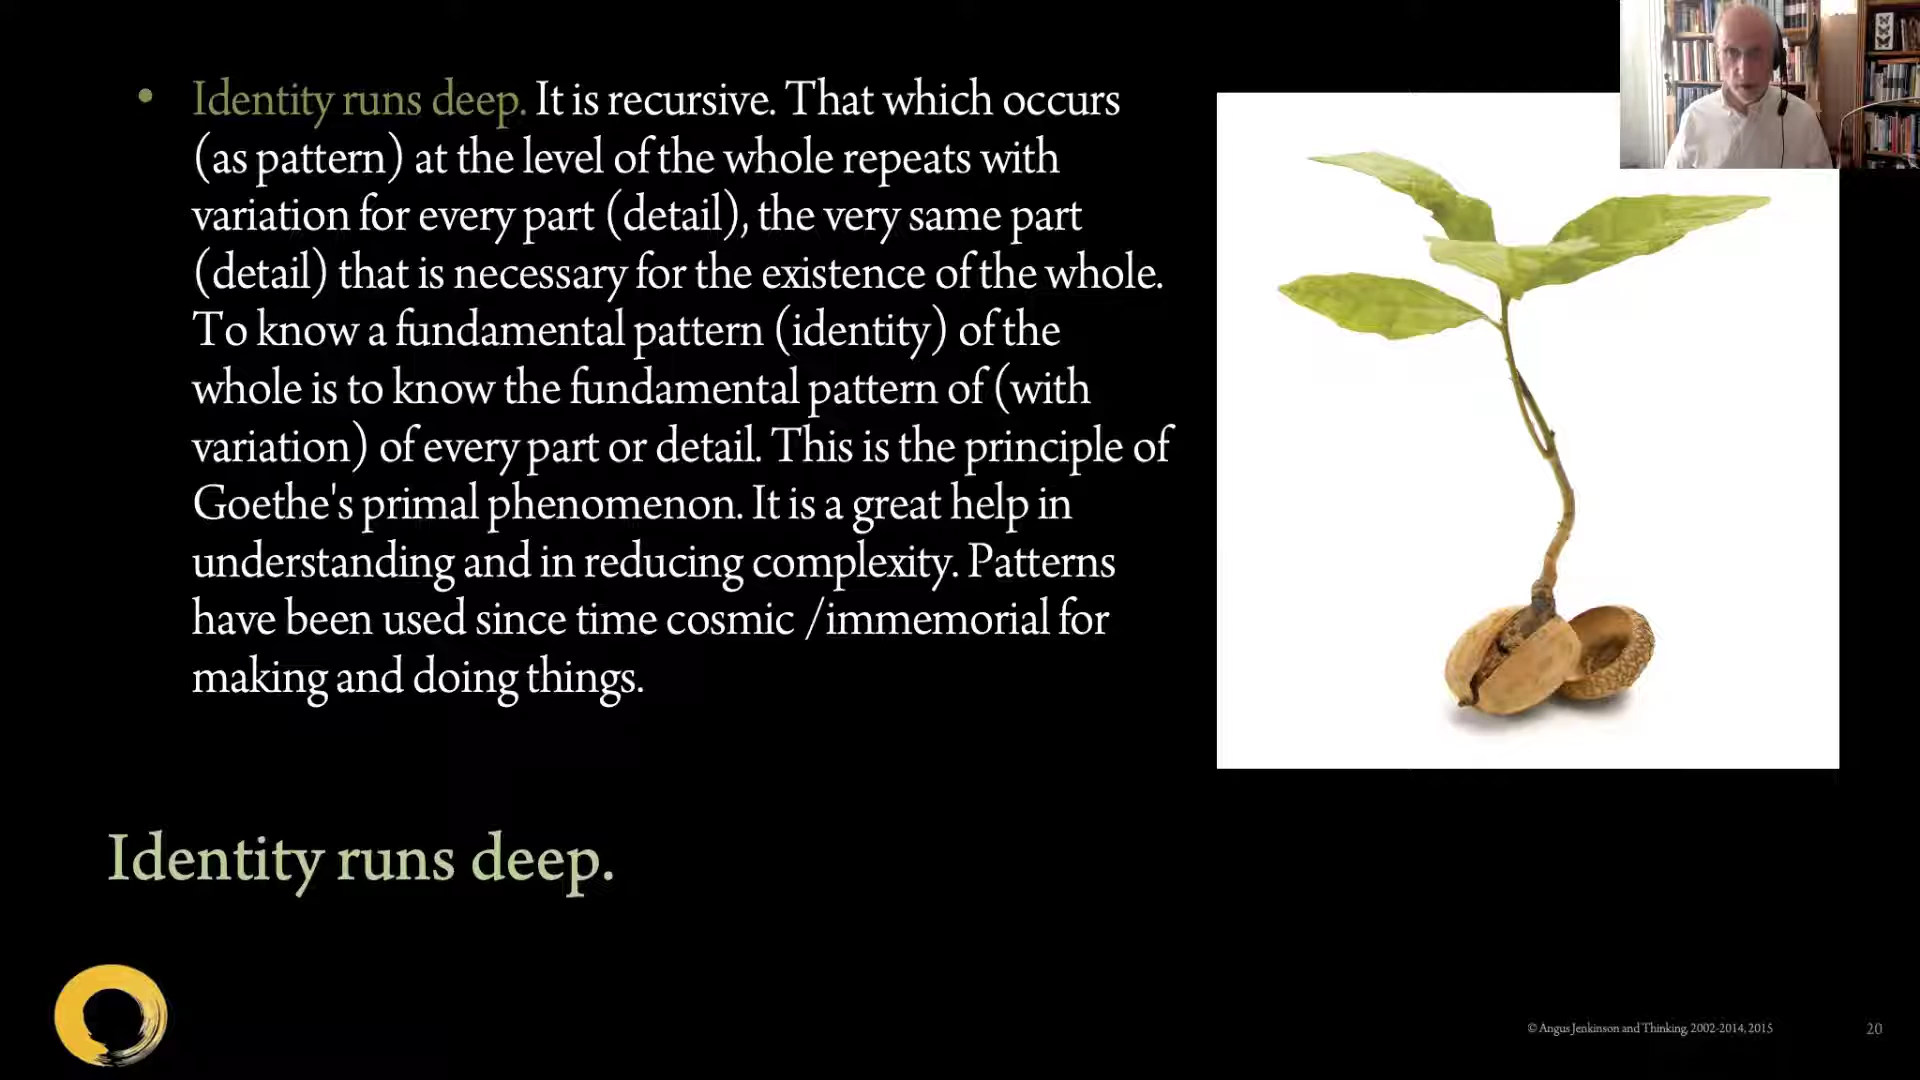 • Identity runs deep. It is recursive. That which occurs
(as pattern) at the level of the whole repeats with
variation for every part (detail), the very same part
(detail) that is necessary for the existence of the whole.
To know a fundamental pattern (identity) of the
whole is to know the fundamental pattern of (with
variation) of every part or detail. This is the principle of
Goethe's primal phenomenon. It is a great help in
understanding and in reducing complexity. Patterns
have been used since time cosmic /immemorial for
making and doing things.
Identity runs deep.
© Angus Jenkinson and Thinking, 2002-2014, 2015
20